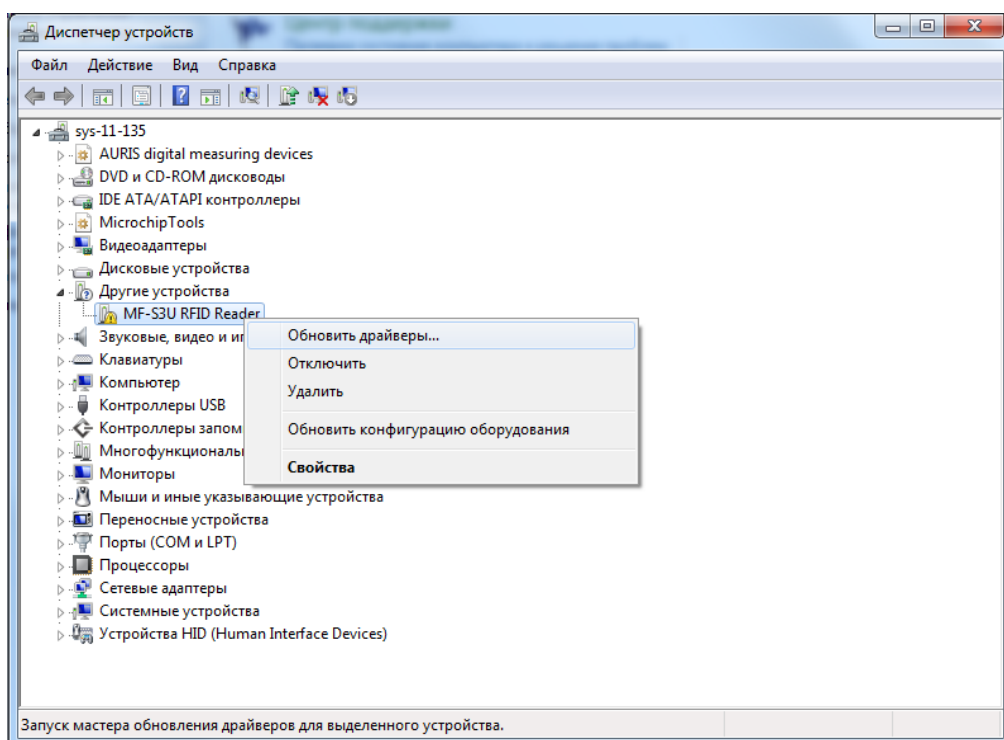 Диспетчер устройств
Центр поддержки
Файл Действие Вид Справка
sys-11-135
AURIS digital measuring devices
DVD и CD-ROM дисководы
IDE ATA/ATAPI контроллеры
MicrochipTools
Видеоадаптеры
Дисковые устройства
Другие устройства
MF-S3U RFID Reader
Звуковые, видео и иг
Клавиатуры
Компьютер
Контроллеры USB
Контроллеры запом
Многофункциональ
Мониторы
Мыши и иные указывающие устройства
Переносные устройства
Порты (COM и LPT)
Процессоры
Сетевые адаптеры
Системные устройства
Устройства HID (Human Interface Devices)
Обновить драйверы...
Отключить
Удалить
Обновить конфигурацию оборудования
Свойства
Запуск мастера обновления драйверов для выделенного устройства.